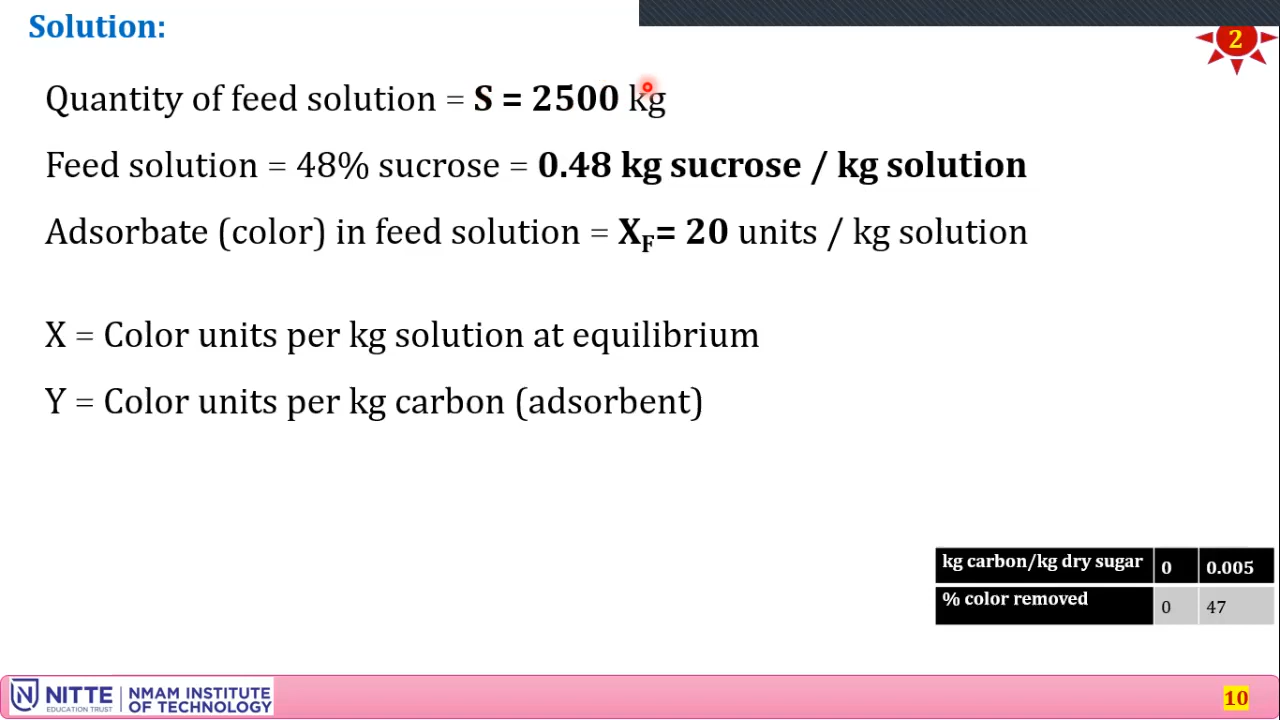 Solution:
2
Quantity of feed solution = S = 2500 kg
Feed solution = 48% sucrose = 0.48 kg sucrose / kg solution
Adsorbate (color) in feed solution = XF= 20 units / kg solution
X = Color units per kg solution at equilibrium
Y = Color units per kg carbon (adsorbent)
kg carbon/kg dry sugar 0 0.005
% color removed 0 47
NITTE EDUCATION TRUST NMAM INSTITUTE OF TECHNOLOGY
10